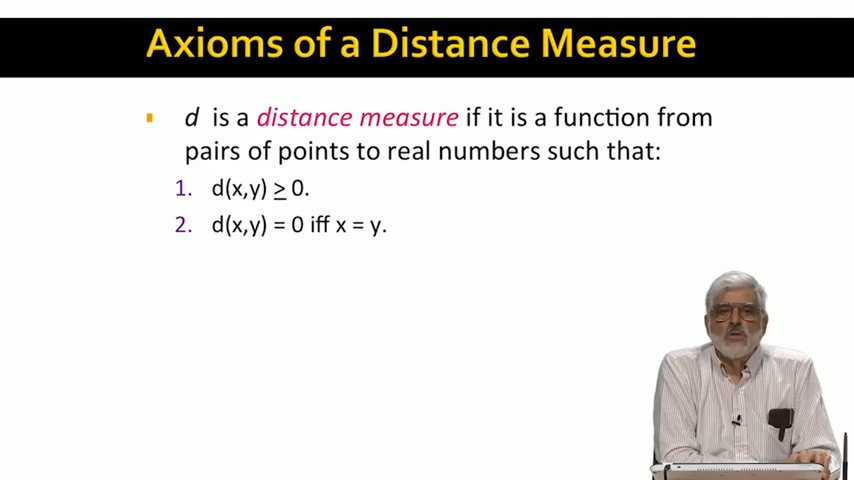 Axioms of a Distance Measure
▪ d is a distance measure if it is a function from
pairs of points to real numbers such that:
1. d(x,y) ≥ 0.
2. d(x,y) = 0 iff x = y.